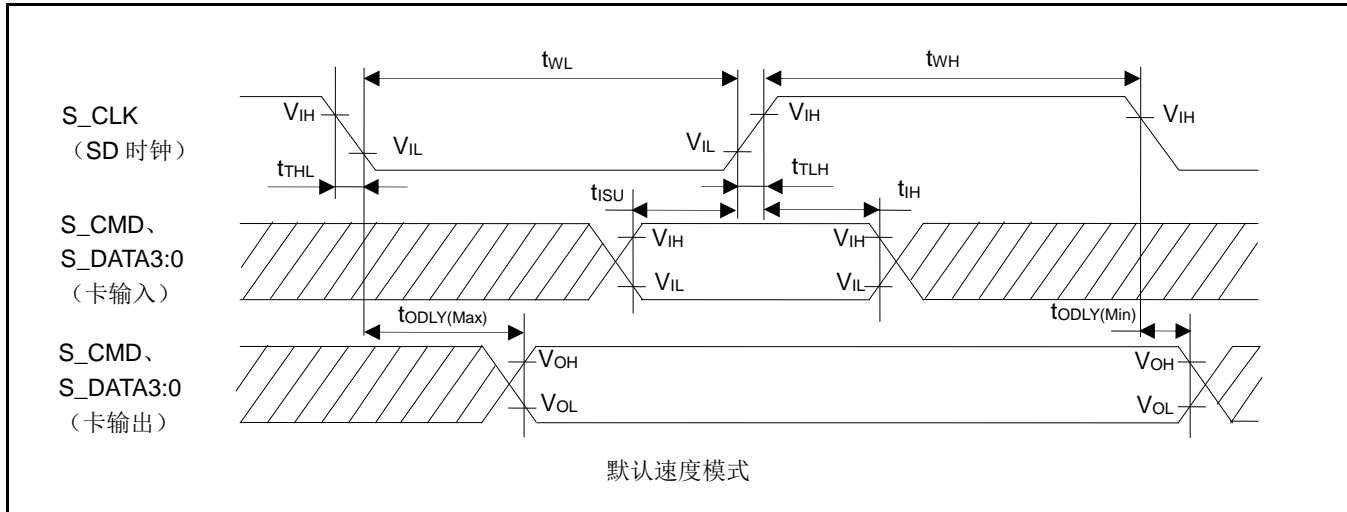 tWL
tWH
S_CLK
（SD 时钟）
VIH
VIL
VIL
VIH
VIH
tTHL
tTLH
tISU
tIH
S_CMD、
S_DATA3:0
（卡输入）
VIH
VIL
VIH
VIL
tODLY(Max)
tODLY(Min)
S_CMD、
S_DATA3:0
（卡输出）
VOH
VOL
VOH
VOL
默认速度模式